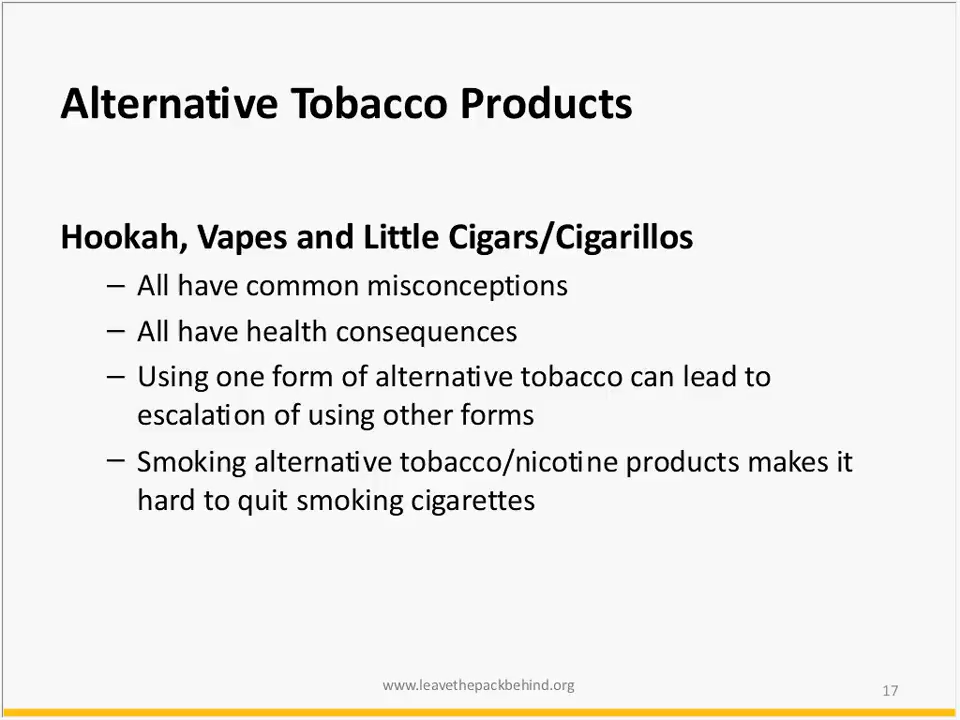 Alternative Tobacco Products
Hookah, Vapes and Little Cigars/Cigarillos
– All have common misconceptions
– All have health consequences
– Using one form of alternative tobacco can lead to
escalation of using other forms
– Smoking alternative tobacco/nicotine products makes it
hard to quit smoking cigarettes
www.leavethepackbehind.org
17